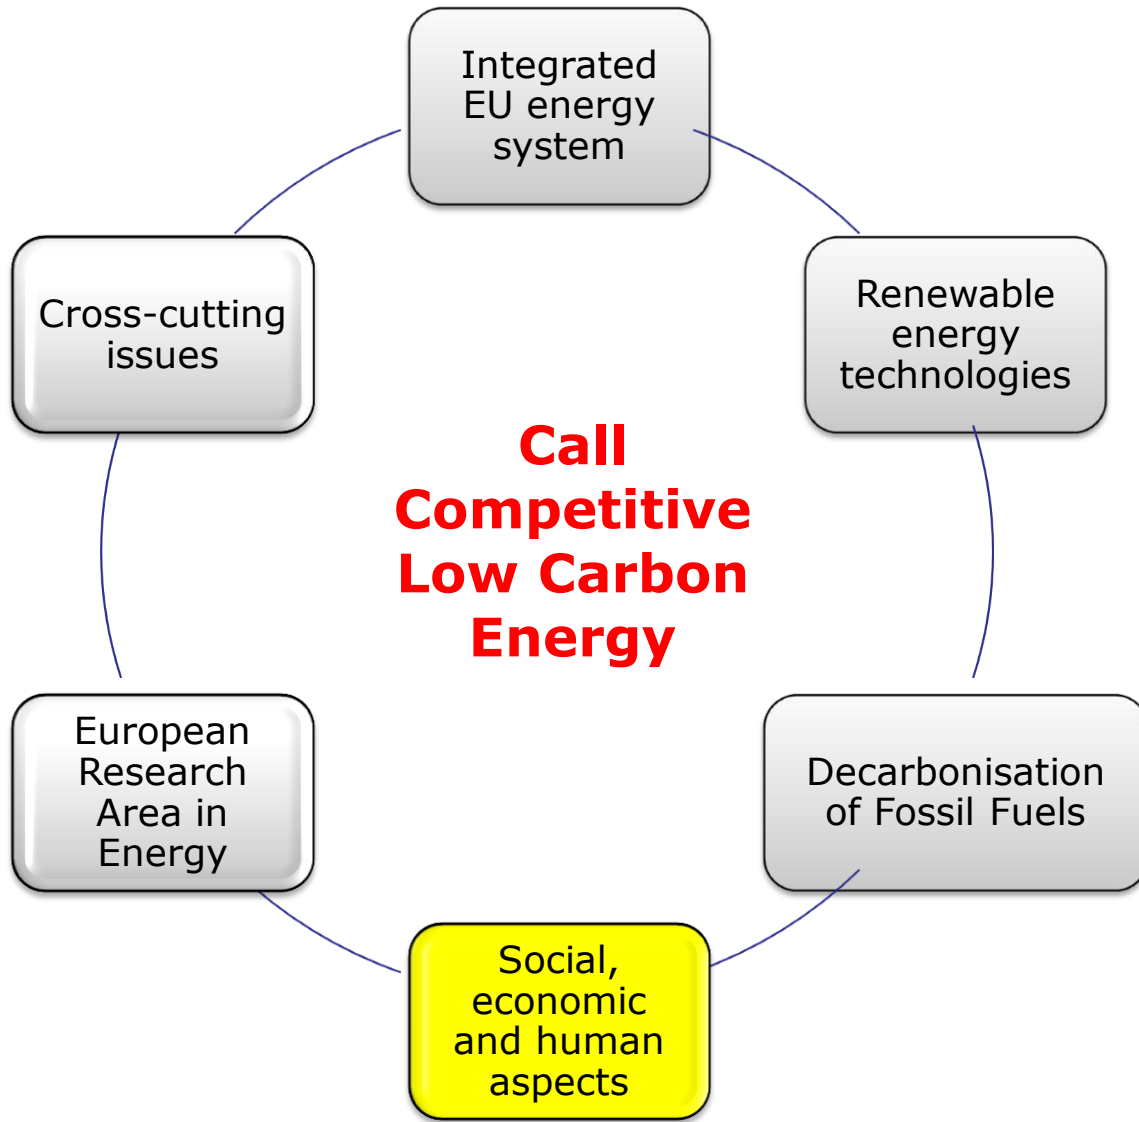 Integrated
EU energy
system
Renewable
energy
technologies
Decarbonisation
of Fossil Fuels
Social,
economic
and human
aspects
European
Research
Area in
Energy
Cross-cutting
issues
Call
Competitive
Low Carbon
Energy